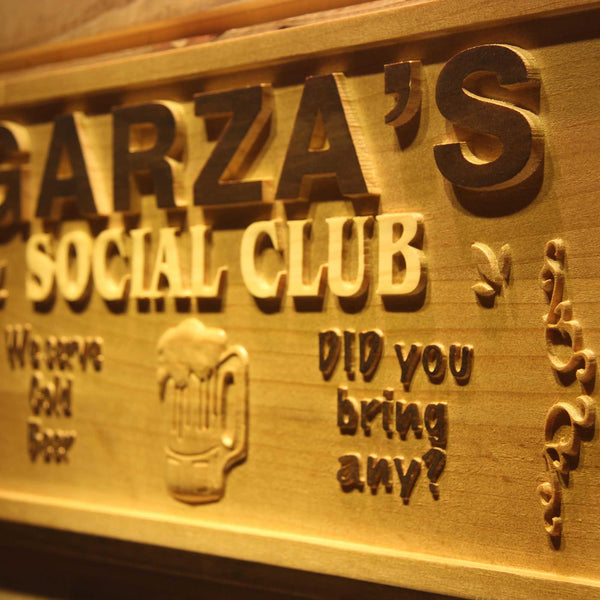 GARZA'S
SOCIAL CLUB
We serve
Cold
Beer
DID you
bring
any?